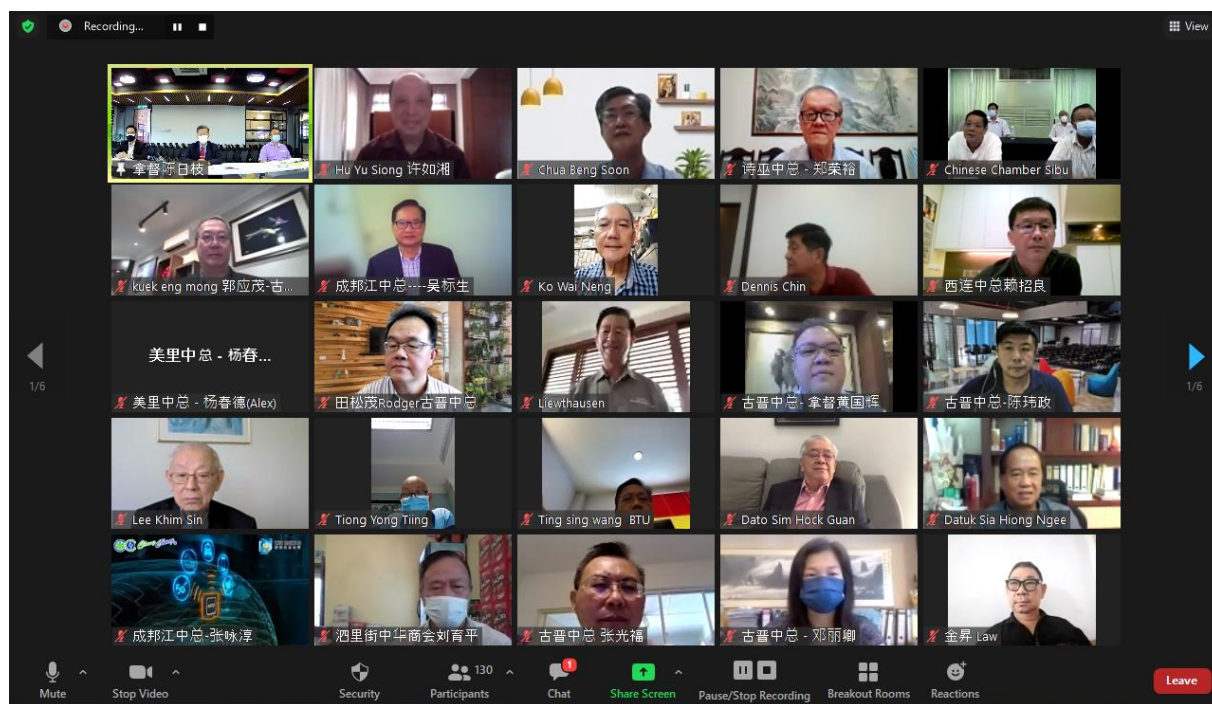 Recording...
View
拿督陈日枝
Hu Yu Siong 许如湘
Chua Beng Soon
诗巫中总 - 郑荣裕
Chinese Chamber Sibu
kuek eng mong 郭应茂-古...
成邦江中总----吴标生
Ko Wai Neng
Dennis Chin
西连中总赖招良
1/6
美里中总 - 杨春...
1/6
美里中总 - 杨春德(Alex)
田松茂Rodger古晋中总
Liewthausen
古晋中总- 拿督黄国辉
古晋中总-陈玮政
Lee Khim Sin
Tiong Yong Tiing
Ting sing wang BTU
Dato Sim Hock Guan
Datuk Sia Hiong Ngee
成邦江中总-张咏淳
泗里街中华商会刘育平
古晋中总 张光福
古晋中总 - 邓丽卿
金昇 Law
130
1
Mute
Stop Video
Security
Participants
Chat
Share Screen
Pause/Stop Recording
Breakout Rooms
Reactions
Leave